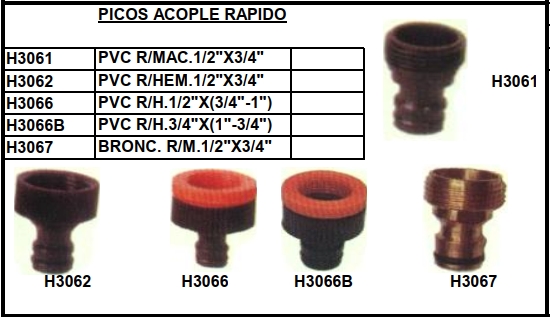 PICOS ACOPLE RAPIDO
H3061 PVC R/MAC.1/2"X3/4"
H3062 PVC R/HEM.1/2"X3/4"
H3066 PVC R/H.1/2"X(3/4"-1")
H3066B PVC R/H.3/4"X(1"-3/4")
H3067 BRONC. R/M.1/2"X3/4"
H3061
H3062 H3066 H3066B H3067